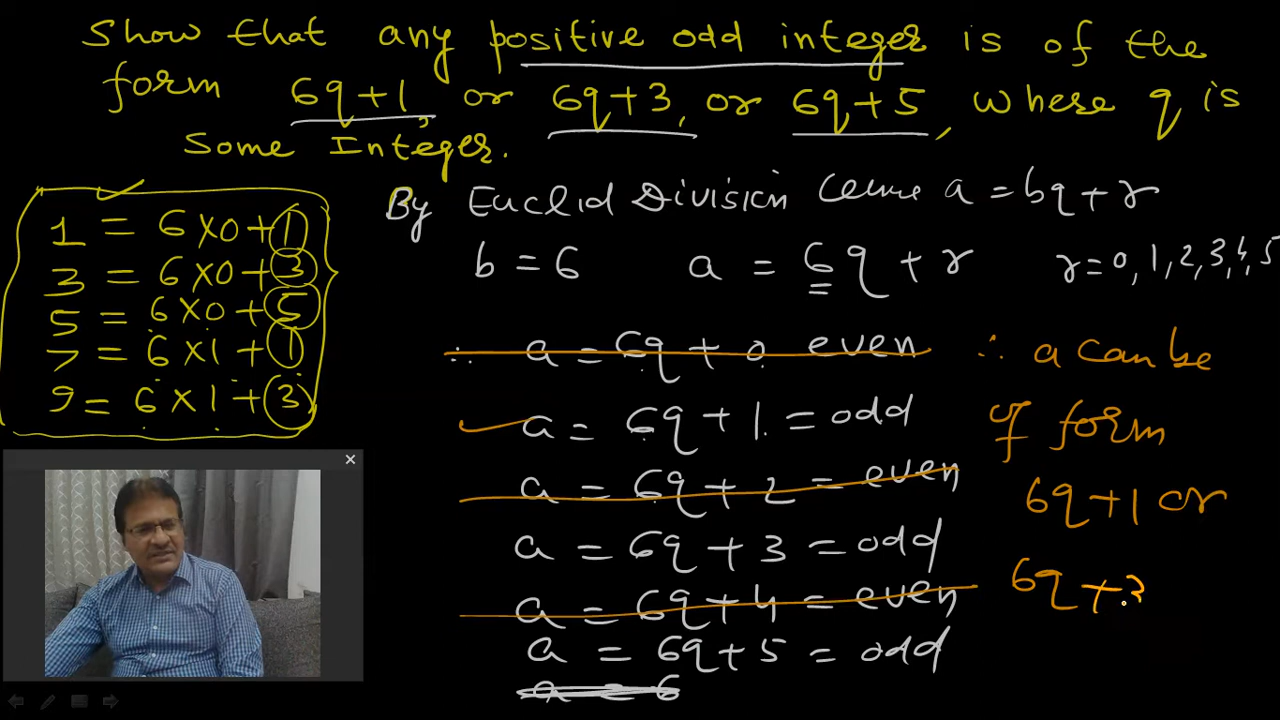 Show that any positive odd integer is of the
form 6q+1, or 6q+3, or 6q+5, where q is
Some Integer.
1 = 6×0+1
3 = 6×0+3
5 = 6×0+5
7 = 6×1+1
9 = 6×1+3
By Euclid Division a = bq+r
b = 6 a = 6q + r r = 0, 1, 2, 3, 4, 5
∴ a = 6q + 0 even
a = 6q + 1 = odd
a = 6q + 2 = even
a = 6q + 3 = odd
a = 6q + 4 = even
a = 6q + 5 = odd
a = 6
∴ a can be
of form
6q + 1 or
6q + 3